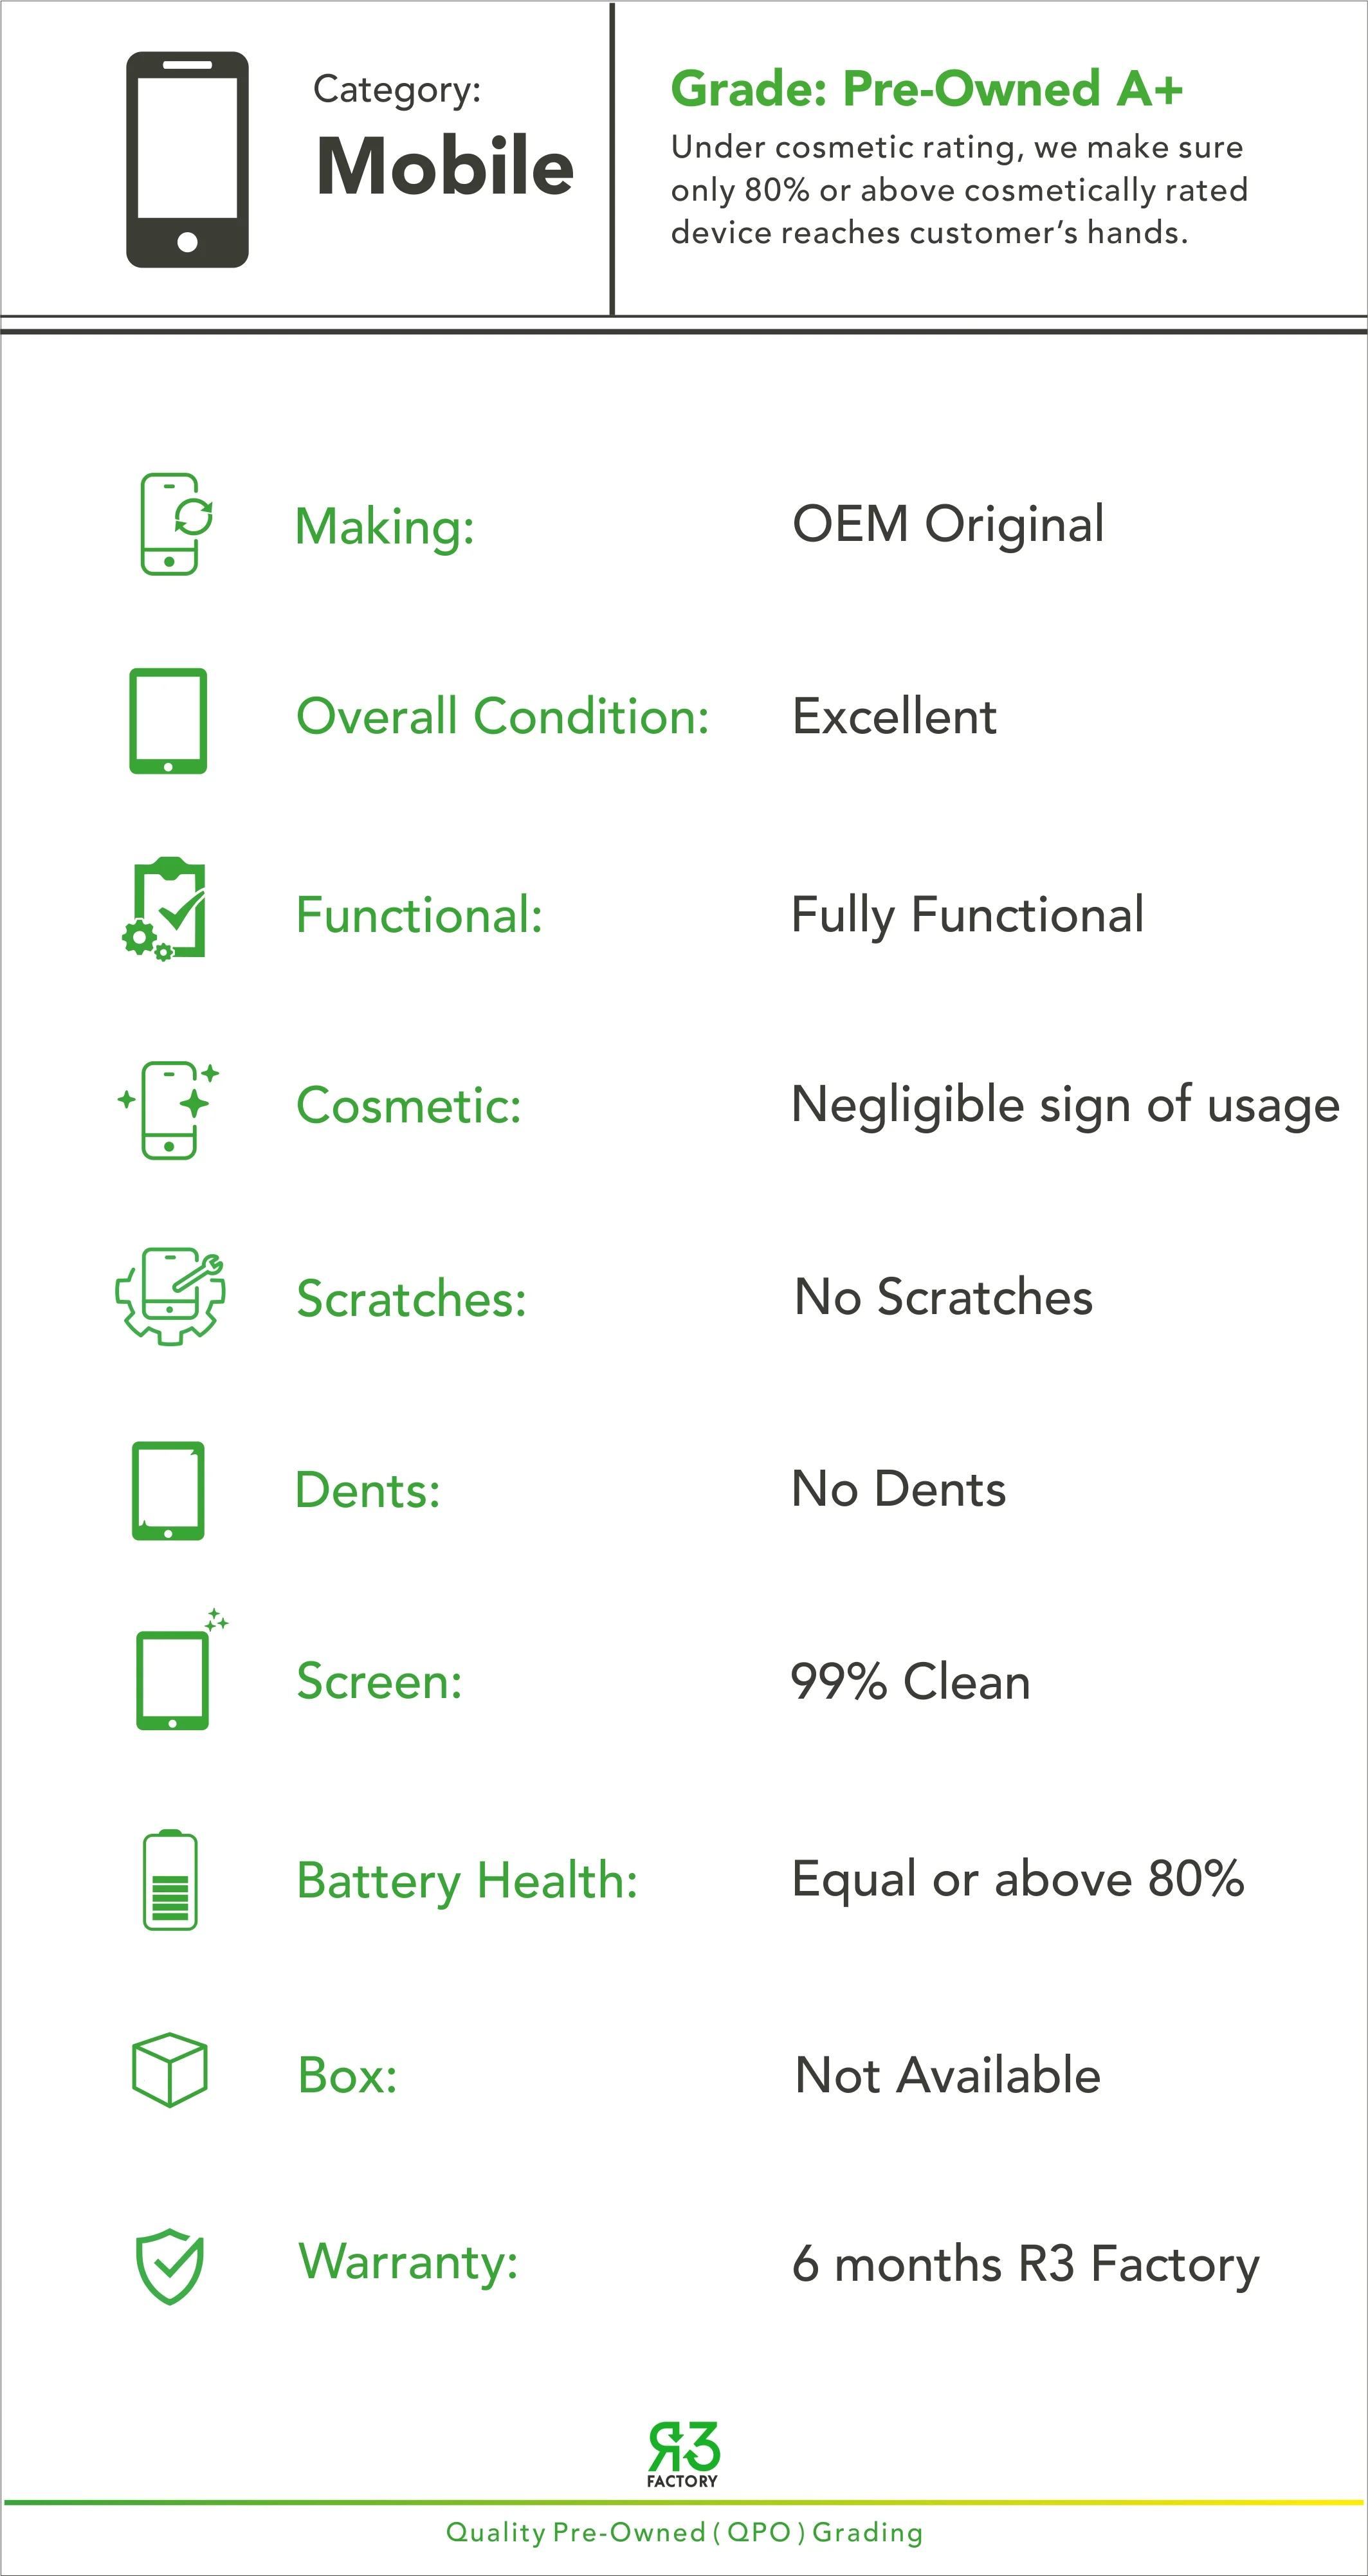 Category:
Mobile
Grade: Pre-Owned A+
Under cosmetic rating, we make sure
only 80% or above cosmetically rated
device reaches customer’s hands.
Making: OEM Original
Overall Condition: Excellent
Functional: Fully Functional
Cosmetic: Negligible sign of usage
Scratches: No Scratches
Dents: No Dents
Screen: 99% Clean
Battery Health: Equal or above 80%
Box: Not Available
Warranty: 6 months R3 Factory
R3
FACTORY
Quality Pre-Owned ( QPO ) Grading